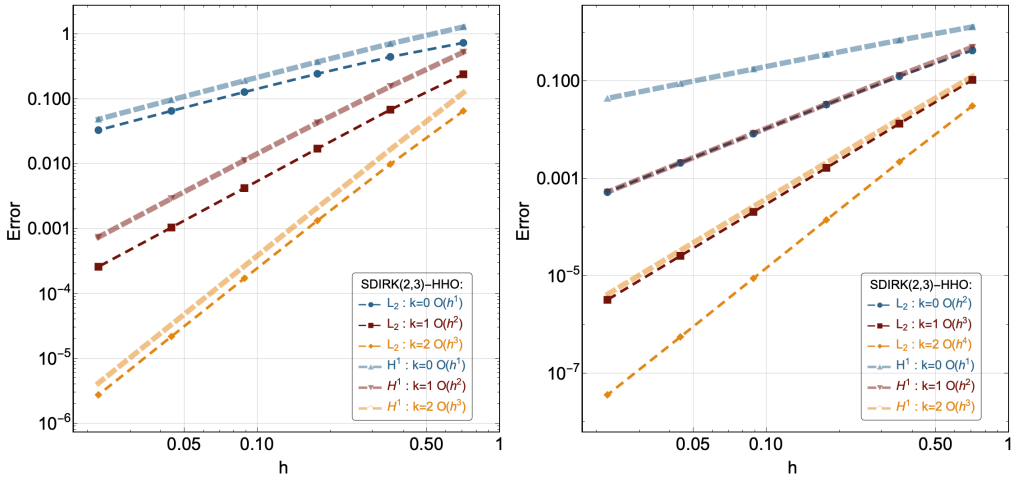 1
0.100
0.010
0.001
10⁻⁴
10⁻⁵
10⁻⁶
Error
0.05
0.10
0.50
1
h
SDIRK(2,3)−HHO:
L₂ : k=0 O(h¹)
L₂ : k=1 O(h²)
L₂ : k=2 O(h³)
H¹ : k=0 O(h¹)
H¹ : k=1 O(h²)
H¹ : k=2 O(h³)
0.100
0.001
10⁻⁵
10⁻⁷
Error
0.05
0.10
0.50
1
h
SDIRK(2,3)−HHO:
L₂ : k=0 O(h²)
L₂ : k=1 O(h³)
L₂ : k=2 O(h⁴)
H¹ : k=0 O(h¹)
H¹ : k=1 O(h²)
H¹ : k=2 O(h³)